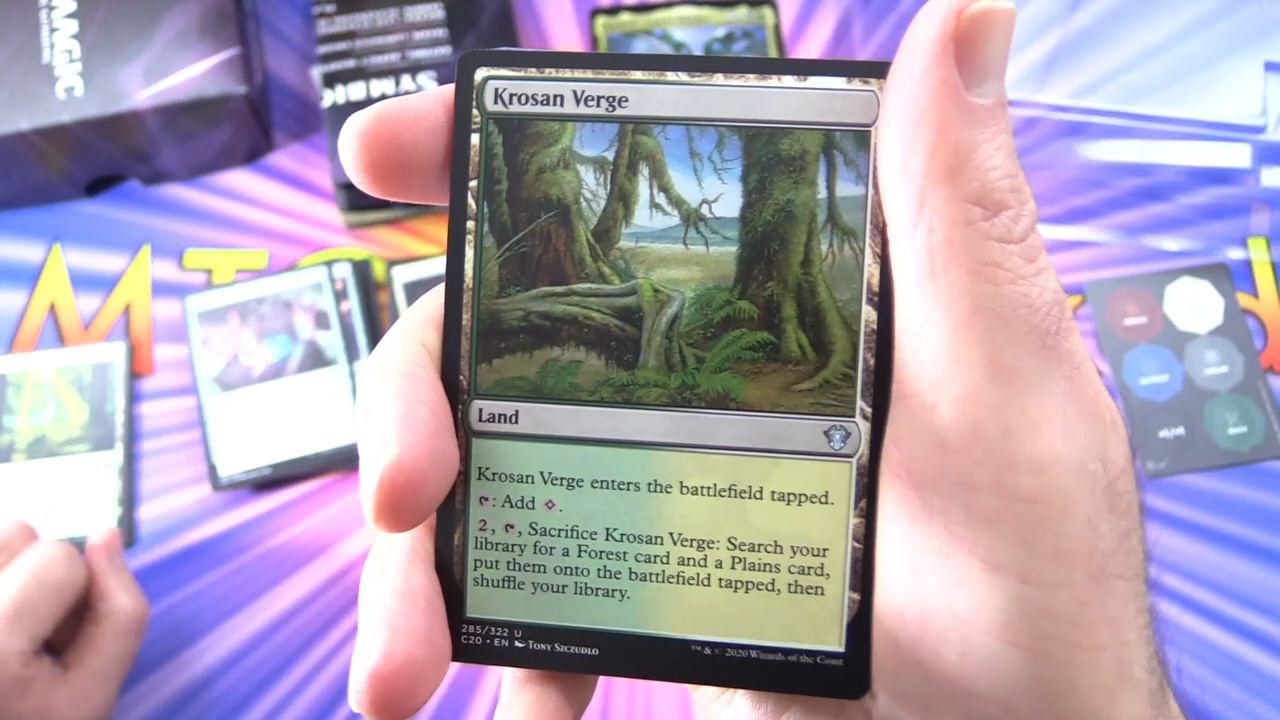 MAGIC
Krosan Verge
Land
Krosan Verge enters the battlefield tapped.
: Add .
2, , Sacrifice Krosan Verge: Search your
library for a Forest card and a Plains card,
put them onto the battlefield tapped, then
shuffle your library.
285/322 U
C20 • EN Tony Szczudlo
™ & © 2020 Wizards of the Coast